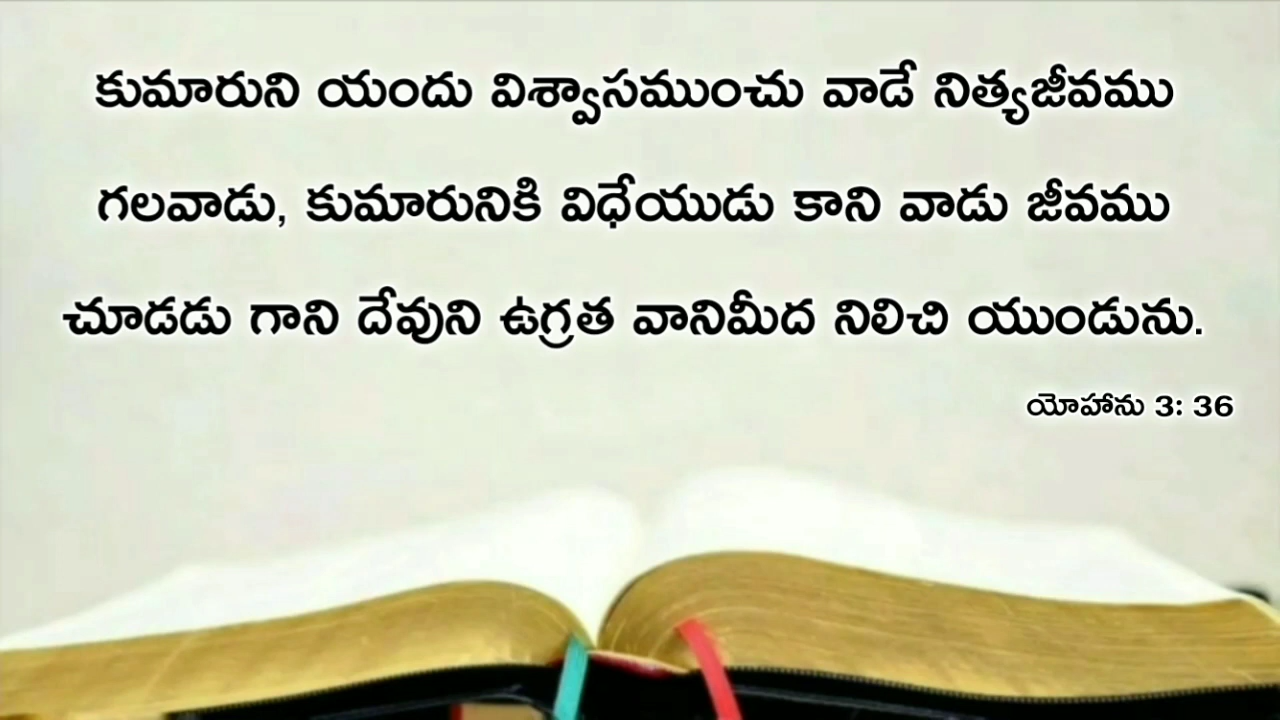 కుమారుని యందు విశ్వాసముంచు వాడే నిత్యజీవము
గలవాడు, కుమారునికి విధేయుడు కాని వాడు జీవము
చూడడు గాని దేవుని ఉగ్రత వానిమీద నిలిచి యుండును.
యోహాను 3: 36